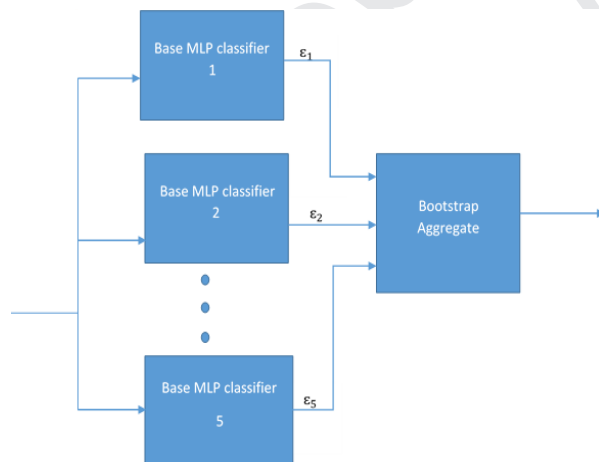 Base MLP classifier
1
ε1
Base MLP classifier
2
ε2
Bootstrap
Aggregate
Base MLP classifier
5
ε5